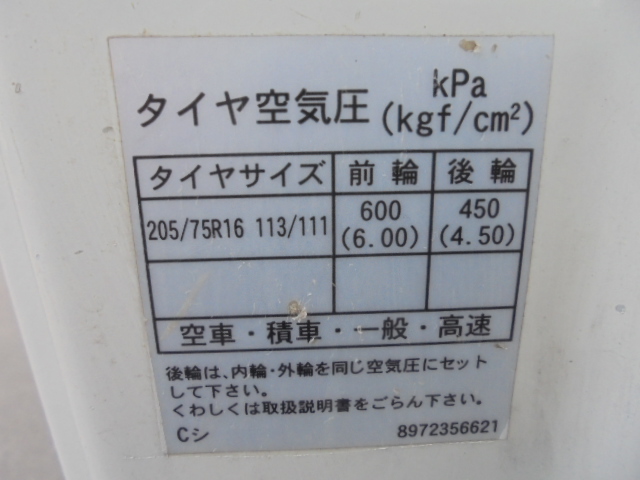 タイヤ空気圧 kPa
(kgf/cm²)
タイヤサイズ 前輪 後輪
205/75R16 113/111 600 450
(6.00) (4.50)
空車・積車・一般・高速
後輪は、内輪・外輪を同じ空気圧にセット
して下さい。
くわしくは取扱説明書をごらん下さい。
Cシ 8972356621